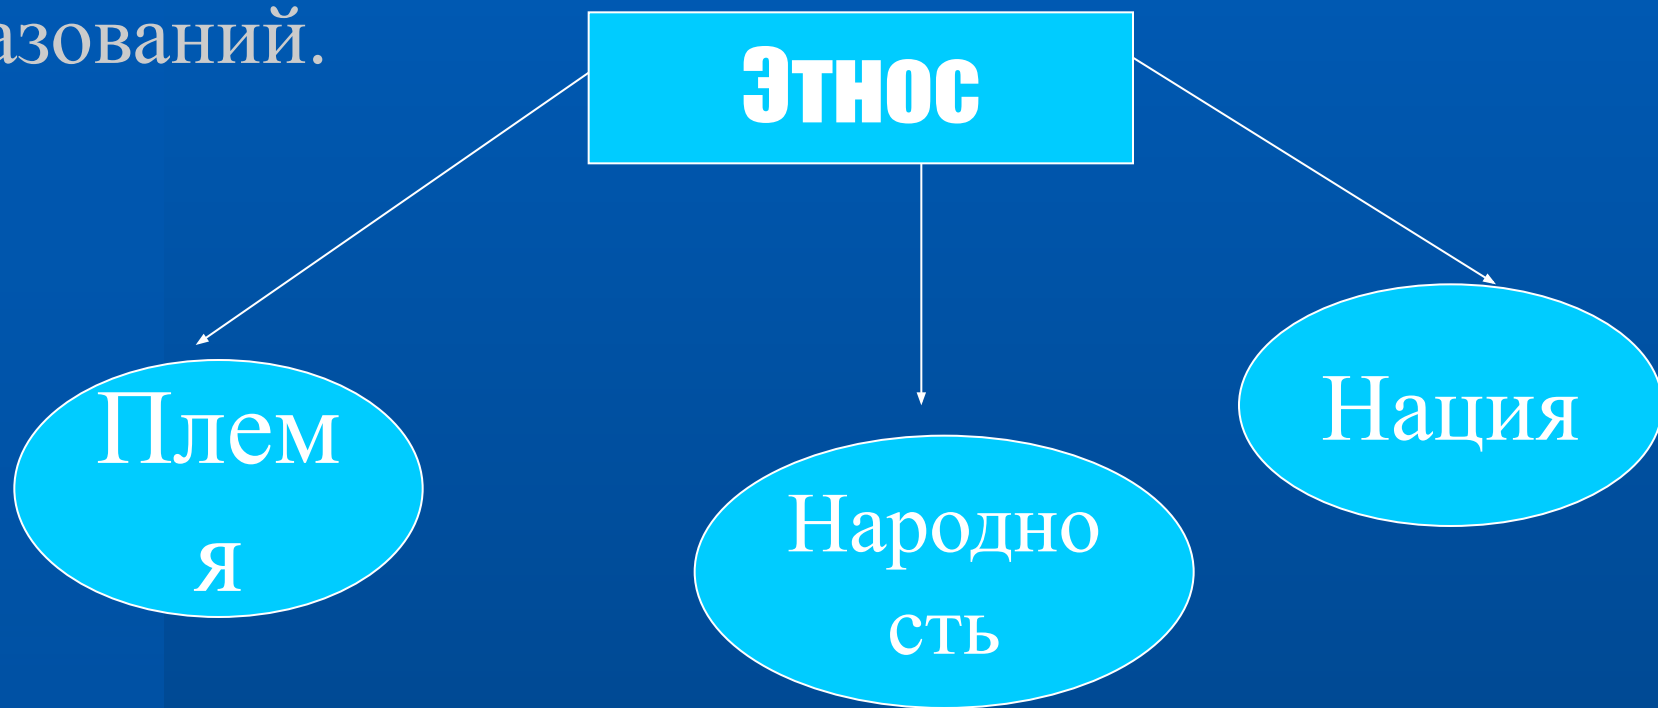 азований.
Этнос
Плем
я
Народно
сть
Нация